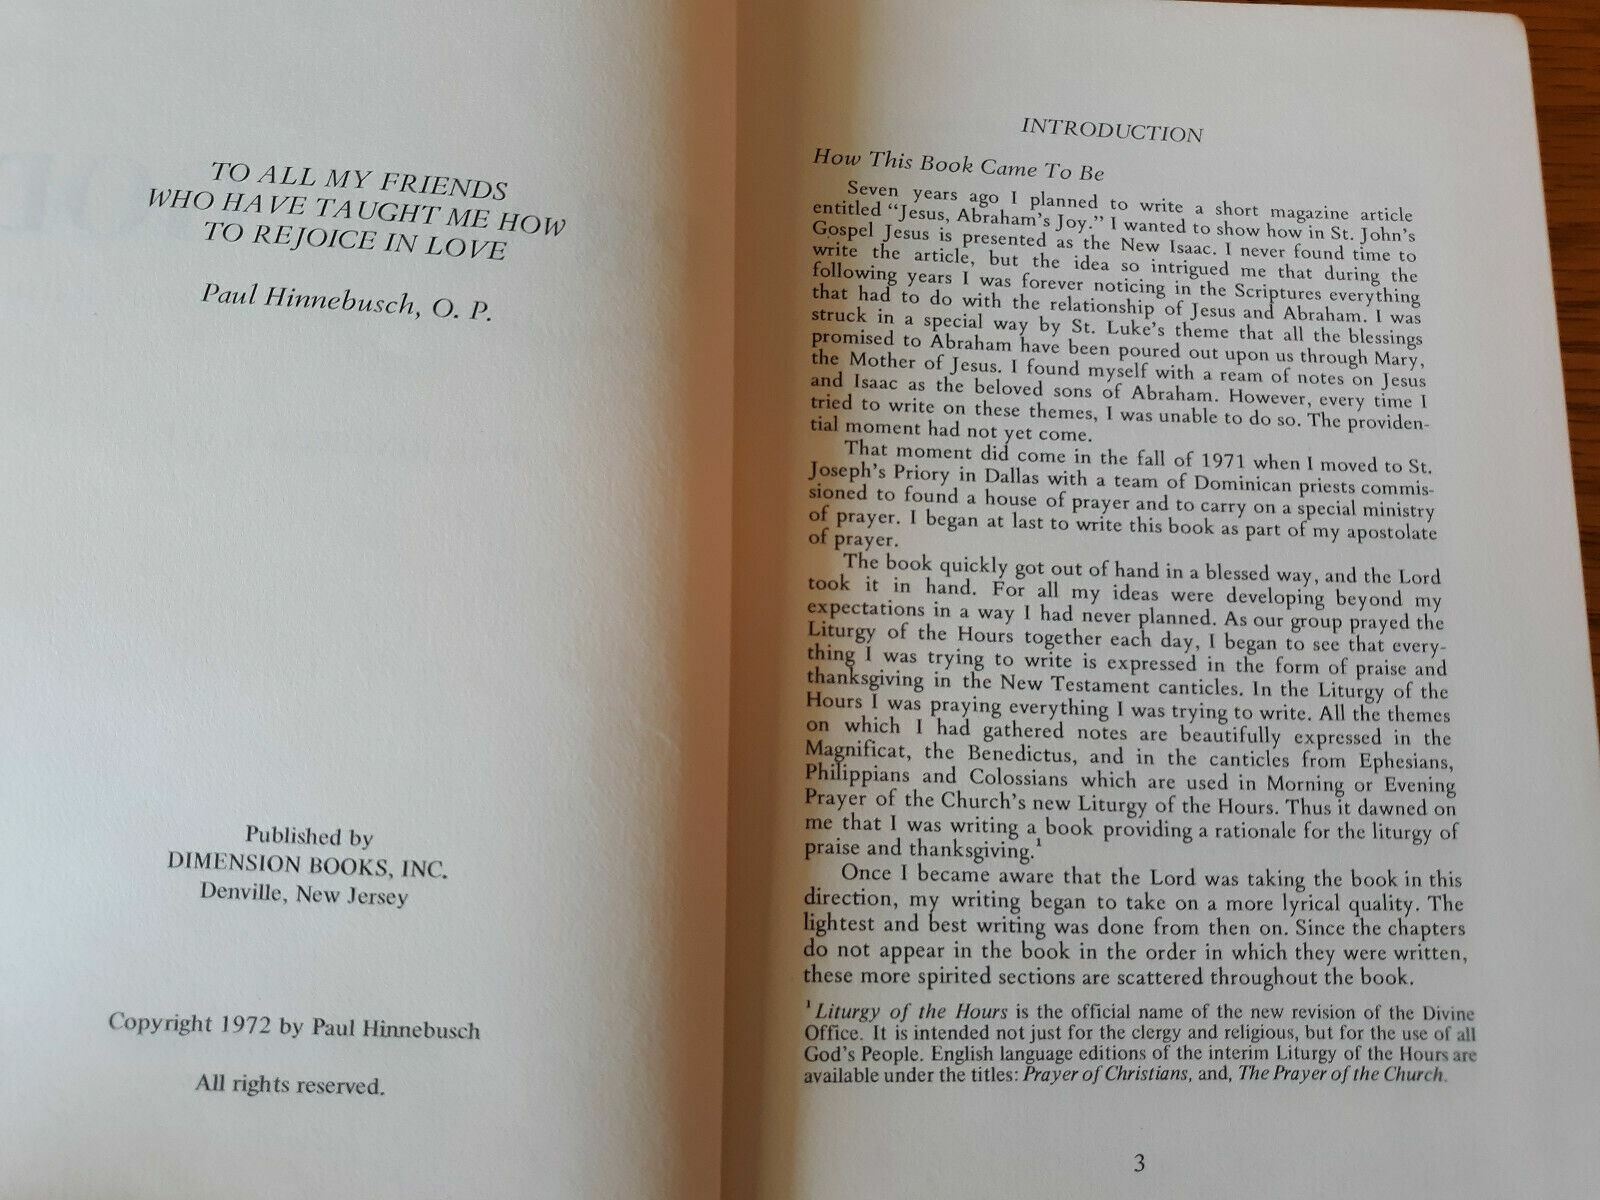 TO ALL MY FRIENDS
WHO HAVE TAUGHT ME HOW
TO REJOICE IN LOVE
Paul Hinnebusch, O. P.
Published by
DIMENSION BOOKS, INC.
Denville, New Jersey
Copyright 1972 by Paul Hinnebusch
All rights reserved.
INTRODUCTION
How This Book Came To Be
Seven years ago I planned to write a short magazine article
entitled "Jesus, Abraham's Joy." I wanted to show how in St. John's
Gospel Jesus is presented as the New Isaac. I never found time to
write the article, but the idea so intrigued me that during the
following years I was forever noticing in the Scriptures everything
that had to do with the relationship of Jesus and Abraham. I was
struck in a special way by St. Luke's theme that all the blessings
promised to Abraham have been poured out upon us through Mary,
the Mother of Jesus. I found myself with a ream of notes on Jesus
and Isaac as the beloved sons of Abraham. However, every time I
tried to write on these themes, I was unable to do so. The providen-
tial moment had not yet come.
That moment did come in the fall of 1971 when I moved to St.
Joseph's Priory in Dallas with a team of Dominican priests commis-
sioned to found a house of prayer and to carry on a special ministry
of prayer. I began at last to write this book as part of my apostolate
of prayer.
The book quickly got out of hand in a blessed way, and the Lord
took it in hand. For all my ideas were developing beyond my
expectations in a way I had never planned. As our group prayed the
Liturgy of the Hours together each day, I began to see that every-
thing I was trying to write is expressed in the form of praise and
thanksgiving in the New Testament canticles. In the Liturgy of the
Hours I was praying everything I was trying to write. All the themes
on which I had gathered notes are beautifully expressed in the
Magnificat, the Benedictus, and in the canticles from Ephesians,
Philippians and Colossians which are used in Morning or Evening
Prayer of the Church's new Liturgy of the Hours. Thus it dawned on
me that I was writing a book providing a rationale for the liturgy of
praise and thanksgiving.¹
Once I became aware that the Lord was taking the book in this
direction, my writing began to take on a more lyrical quality. The
lightest and best writing was done from then on. Since the chapters
do not appear in the book in the order in which they were written,
these more spirited sections are scattered throughout the book.
¹ Liturgy of the Hours is the official name of the new revision of the Divine
Office. It is intended not just for the clergy and religious, but for the use of all
God's People. English language editions of the interim Liturgy of the Hours are
available under the titles: Prayer of Christians, and, The Prayer of the Church.
3